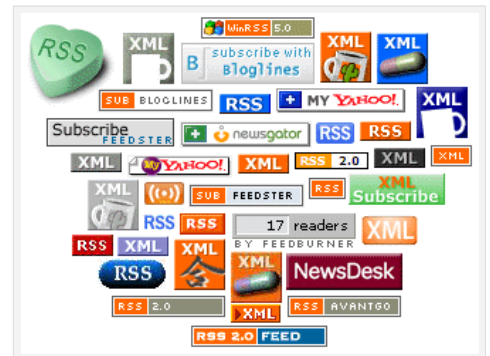 WinRSS 5.0
RSS
XML
subscribe with
Bloglines
XML
XML
SUB BLOGLINES
RSS
MY YAHOO!
XML
Subscribe
FEEDSTER
newsgator
RSS
RSS
XML
My YAHOO!
XML
RSS 2.0
XML
XML
XML
SUB FEEDSTER
RSS
XML
Subscribe
RSS
RSS
17 readers
BY FEEDBURNER
XML
RSS
XML
XML
合
RSS
XML
NewsDesk
RSS 2.0
XML
RSS AVANTGO
RSS 2.0 FEED